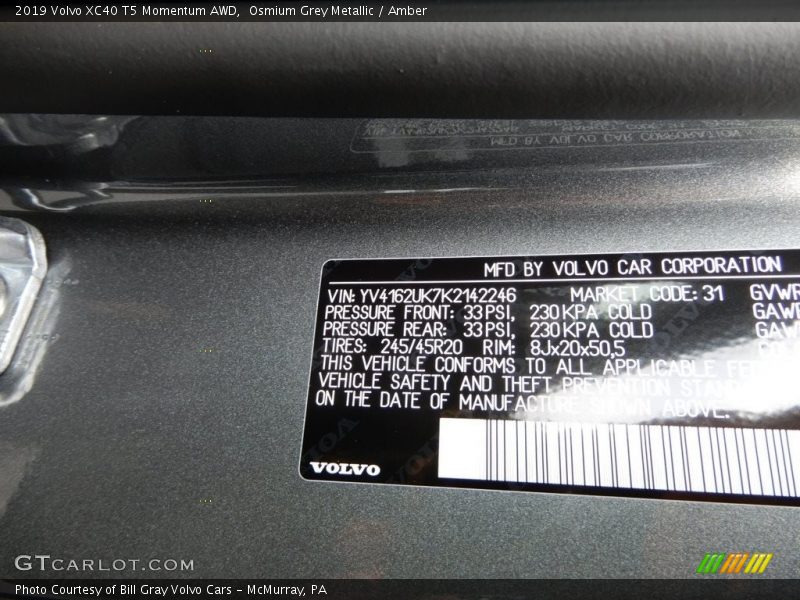 2019 Volvo XC40 T5 Momentum AWD, Osmium Grey Metallic / Amber
MFD BY VOLVO CAR CORPORATION
VIN: YV4162UK7K2142246 MARKET CODE: 31 GVWR
PRESSURE FRONT: 33 PSI, 230 KPA COLD
PRESSURE REAR: 33 PSI, 230 KPA COLD
TIRES: 245/45R20 RIM: 8Jx20x50,5
THIS VEHICLE CONFORMS TO ALL APPLICABLE
VEHICLE SAFETY AND THEFT PREVENTION
ON THE DATE OF MANUFACTURE SHOWN ABOVE.
VOLVO
GTCARLOT.COM
Photo Courtesy of Bill Gray Volvo Cars – McMurray, PA